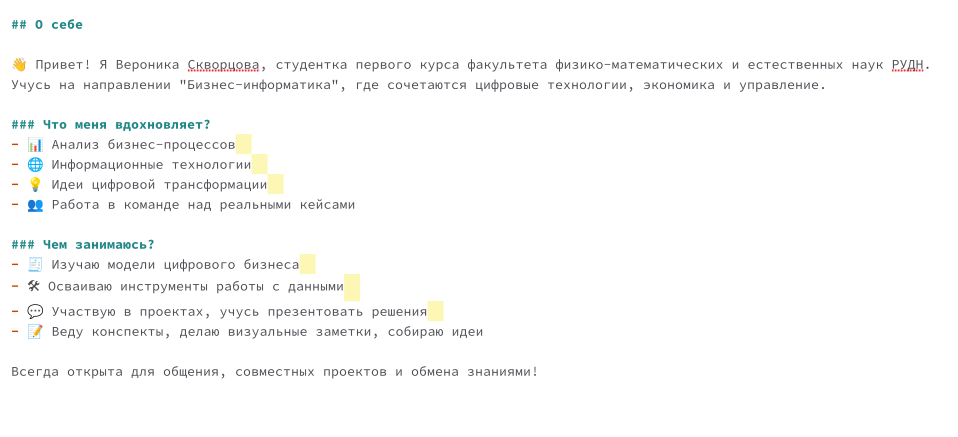 ## О себе
👋 Привет! Я Вероника Скворцова, студентка первого курса факультета физико-математических и естественных наук РУДН.
Учусь на направлении "Бизнес-информатика", где сочетаются цифровые технологии, экономика и управление.
### Что меня вдохновляет?
- 📊 Анализ бизнес-процессов
- 🌐 Информационные технологии
- 💡 Идеи цифровой трансформации
- 👥 Работа в команде над реальными кейсами
### Чем занимаюсь?
- 🧾 Изучаю модели цифрового бизнеса
- 🛠 Осваиваю инструменты работы с данными
- 💬 Участвую в проектах, учусь презентовать решения
- 📝 Веду конспекты, делаю визуальные заметки, собираю идеи
Всегда открыта для общения, совместных проектов и обмена знаниями!